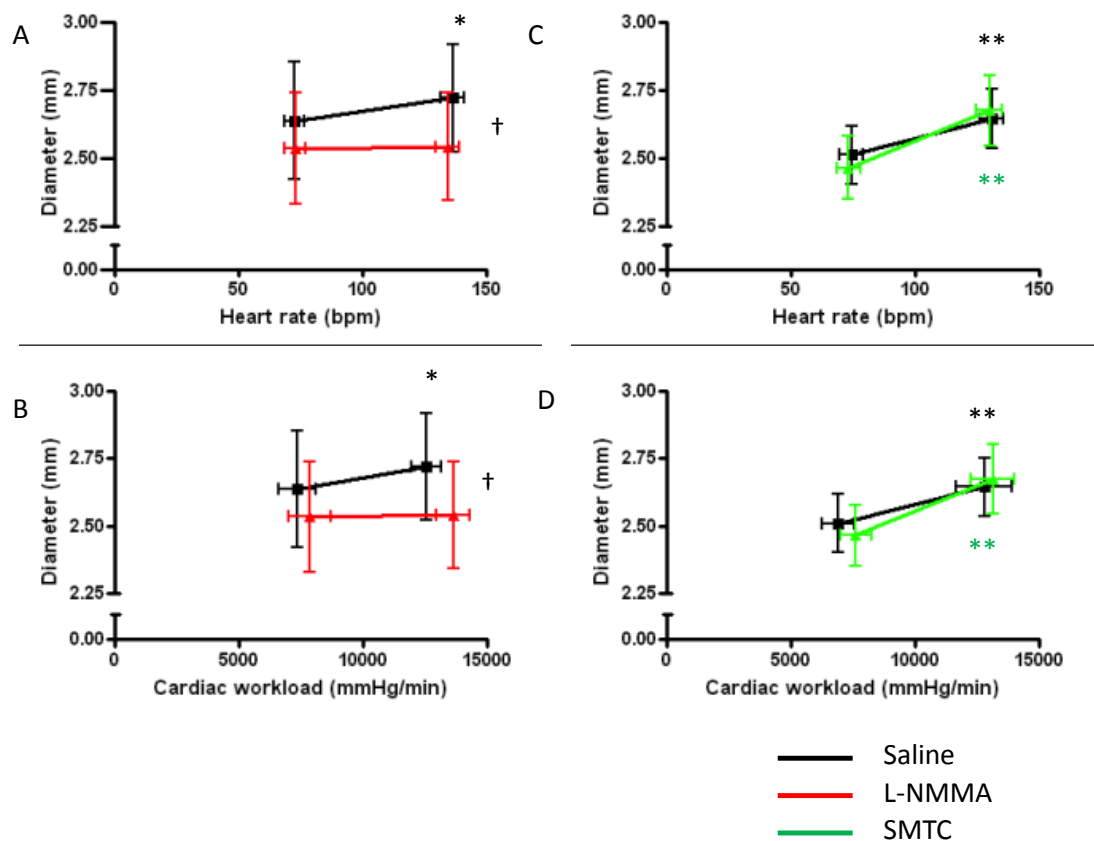 A
3.00
2.75
2.50
2.25
0.00
Diameter (mm)
*
†
0 50 100 150
Heart rate (bpm)
C
3.00
2.75
2.50
2.25
0.00
Diameter (mm)
**
**
0 50 100 150
Heart rate (bpm)
B
3.00
2.75
2.50
2.25
0.00
Diameter (mm)
*
†
0 5000 10000 15000
Cardiac workload (mmHg/min)
D
3.00
2.75
2.50
2.25
0.00
Diameter (mm)
**
**
0 5000 10000 15000
Cardiac workload (mmHg/min)
Saline
L-NMMA
SMTC